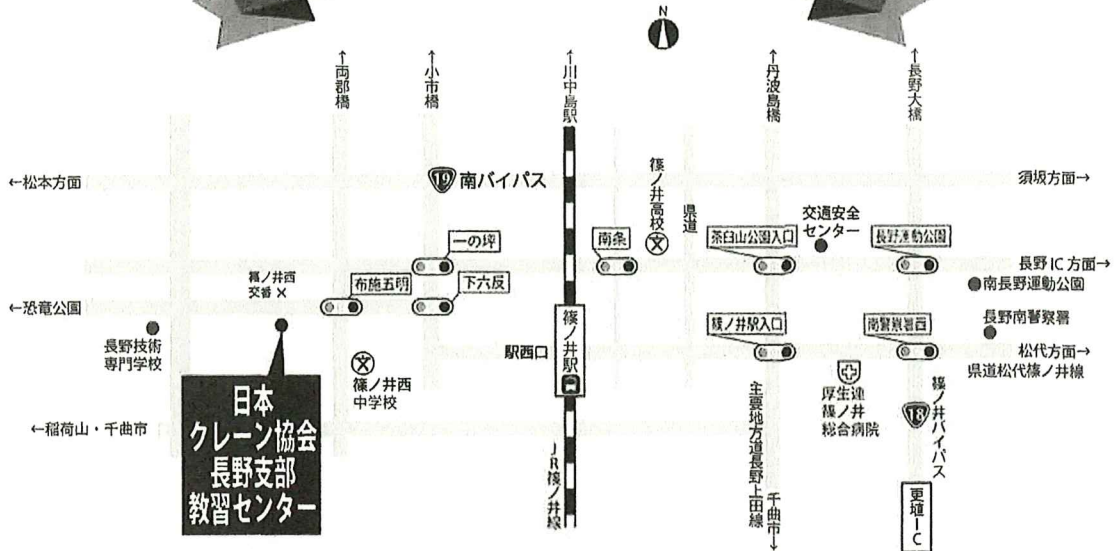 N
↑両郡橋
↑小市橋
↑川中島駅
↑丹波島橋
↑長野大橋
←松本方面
19 南バイパス
須坂方面→
篠ノ井高校
県道
交通安全
センター
一の坪
南条
茶臼山公園入口
長野運動公園
長野IC方面→
南長野運動公園
篠ノ井西
交番 X
布施五明
下六反
←恐竜公園
長野技術
専門学校
駅西口
篠ノ井駅
篠ノ井駅入口
南警察署西
長野南警察署
松代方面→
県道松代篠ノ井線
篠ノ井西
中学校
厚生連
篠ノ井
総合病院
日本
クレーン協会
長野支部
教習センター
←稲荷山・千曲市
JR篠ノ井線
主要地方道長野上田線
千曲市↓
18
篠ノ井バイパス
更埴IC